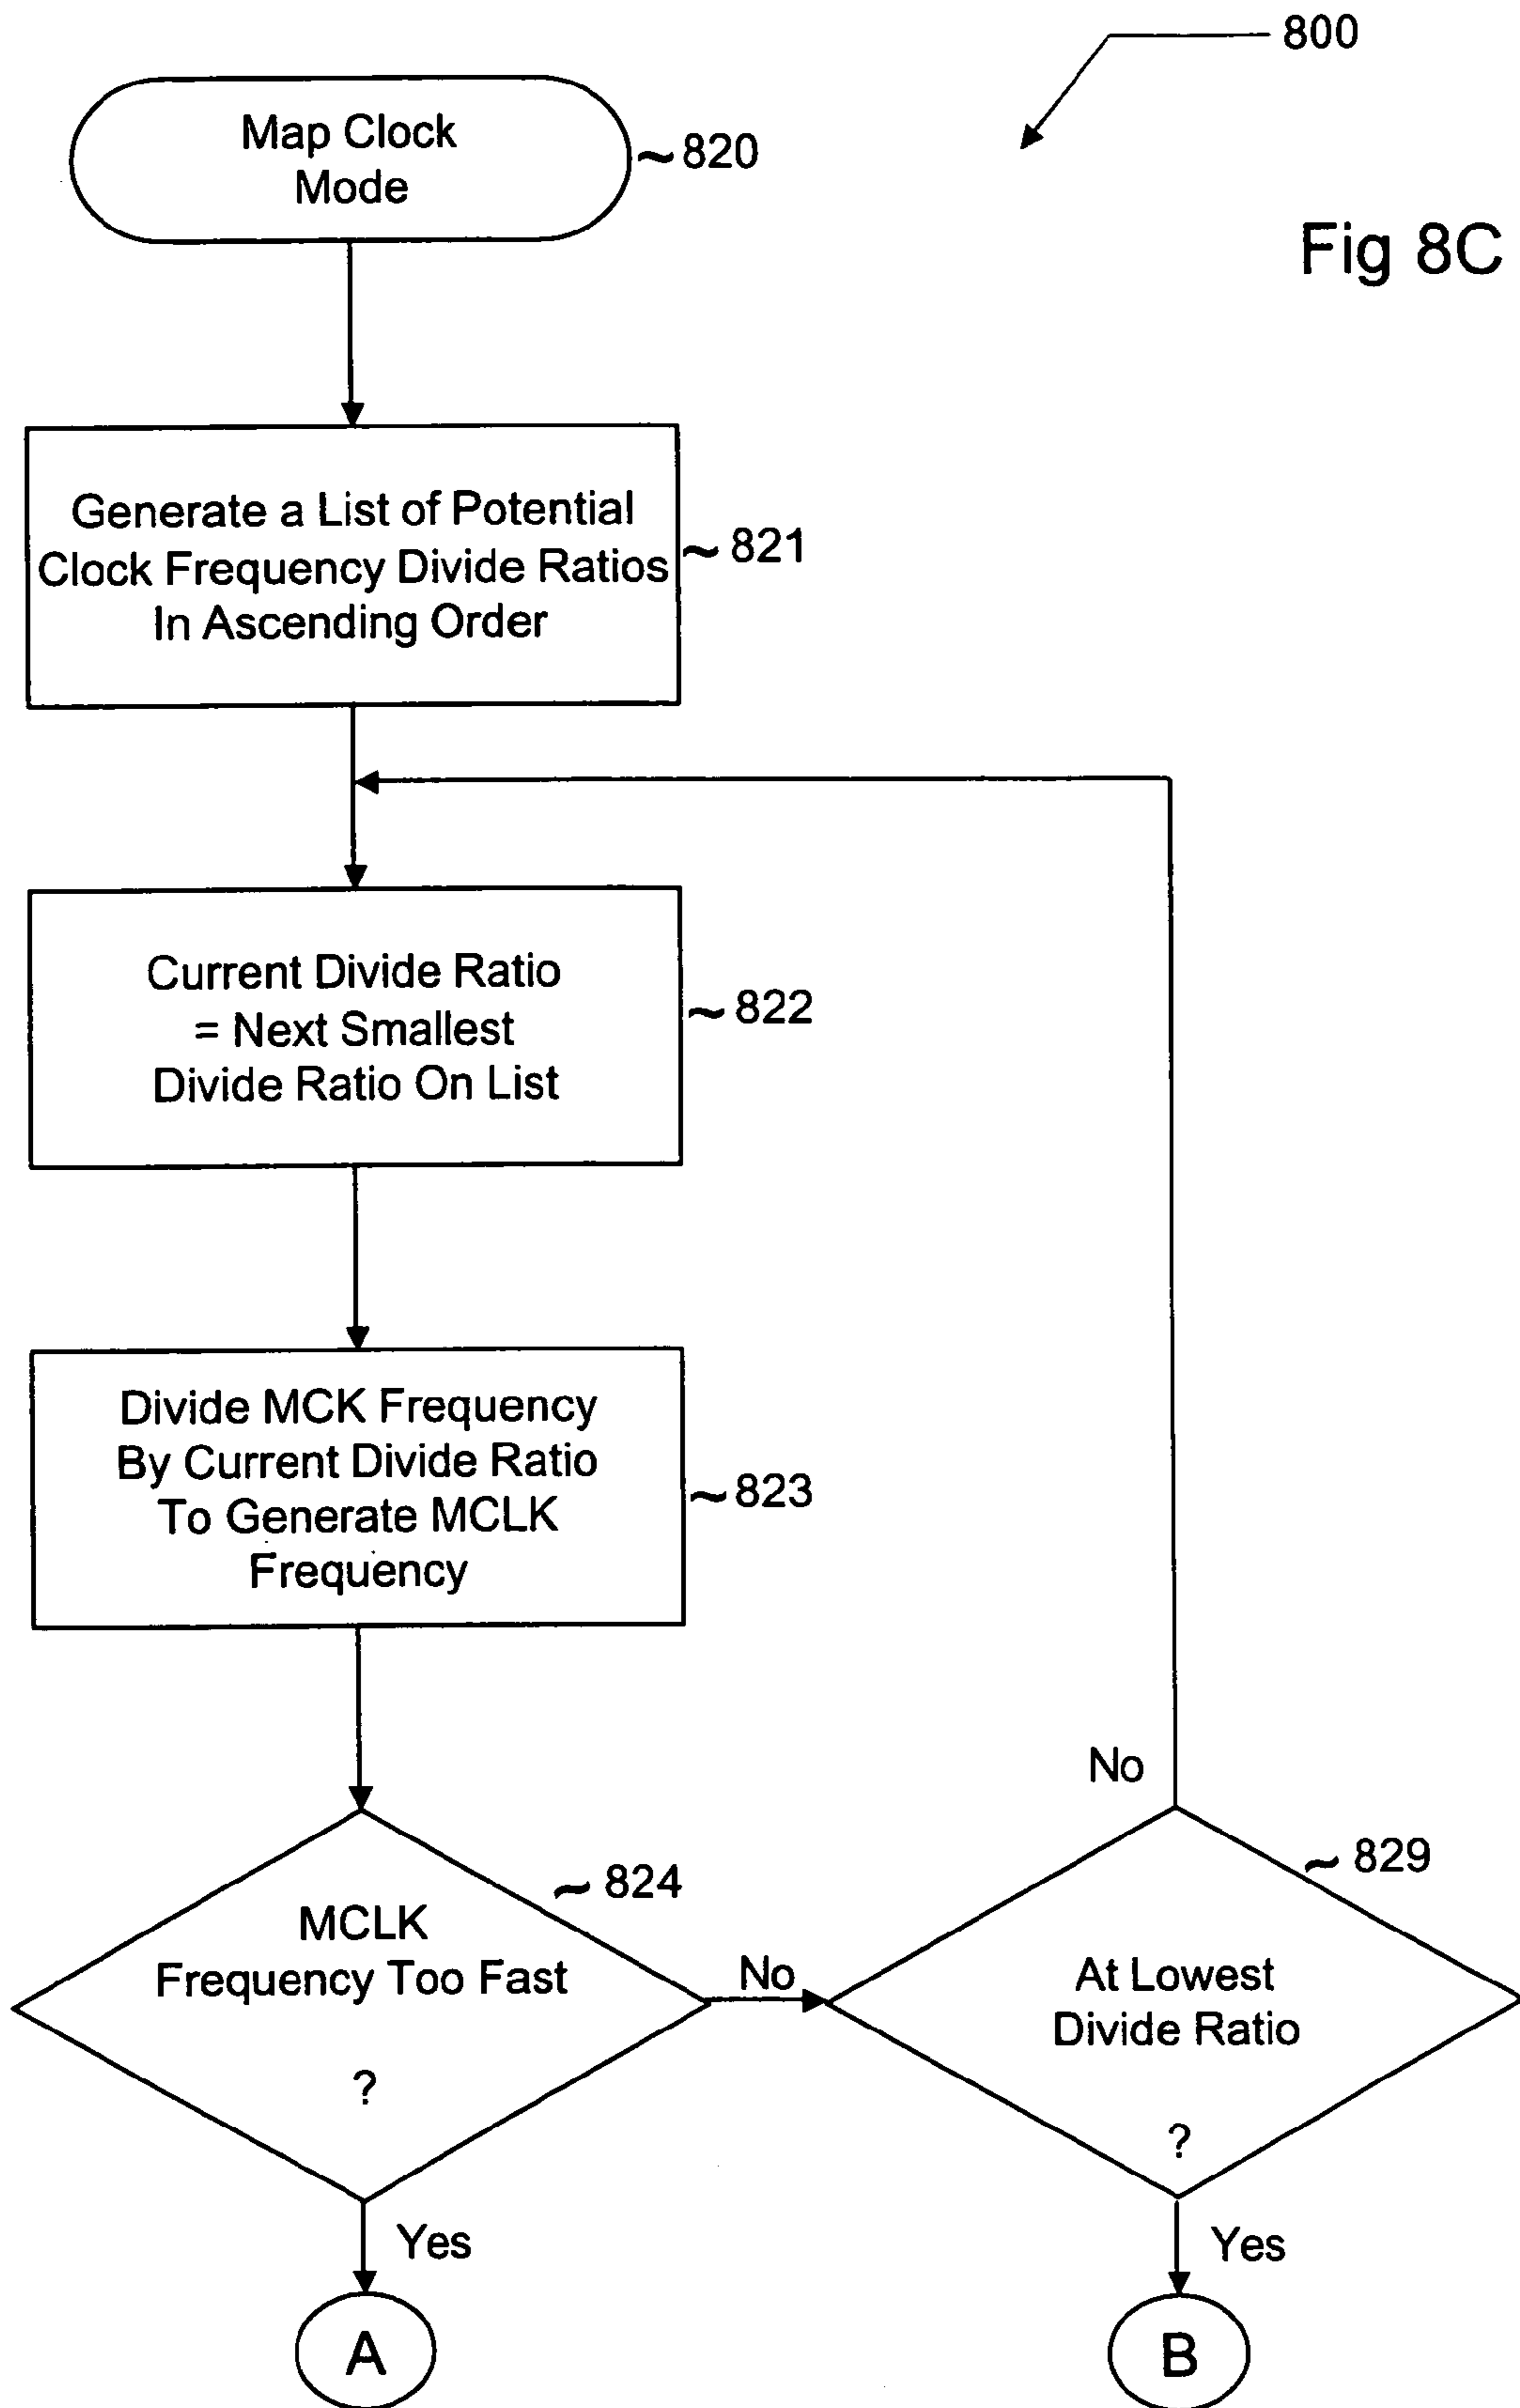 800
Map Clock
Mode
~820
Fig 8C
Generate a List of Potential
Clock Frequency Divide Ratios
In Ascending Order
~821
Current Divide Ratio
= Next Smallest
Divide Ratio On List
~822
Divide MCK Frequency
By Current Divide Ratio
To Generate MCLK
Frequency
~823
No
~824
MCLK
Frequency Too Fast
?
No
~829
At Lowest
Divide Ratio
?
Yes
Yes
A
B